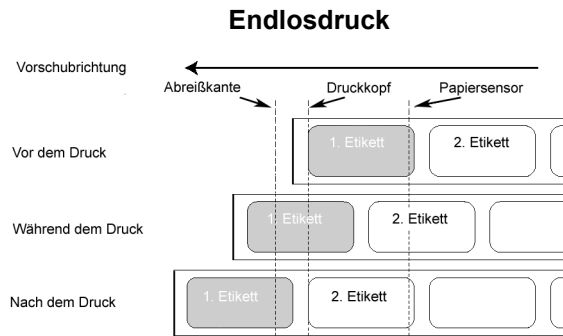 Endlosdruck
Vorschubrichtung
Abreißkante Druckkopf Papiersensor
Vor dem Druck 1. Etikett 2. Etikett
Während dem Druck 1. Etikett 2. Etikett
Nach dem Druck 1. Etikett 2. Etikett